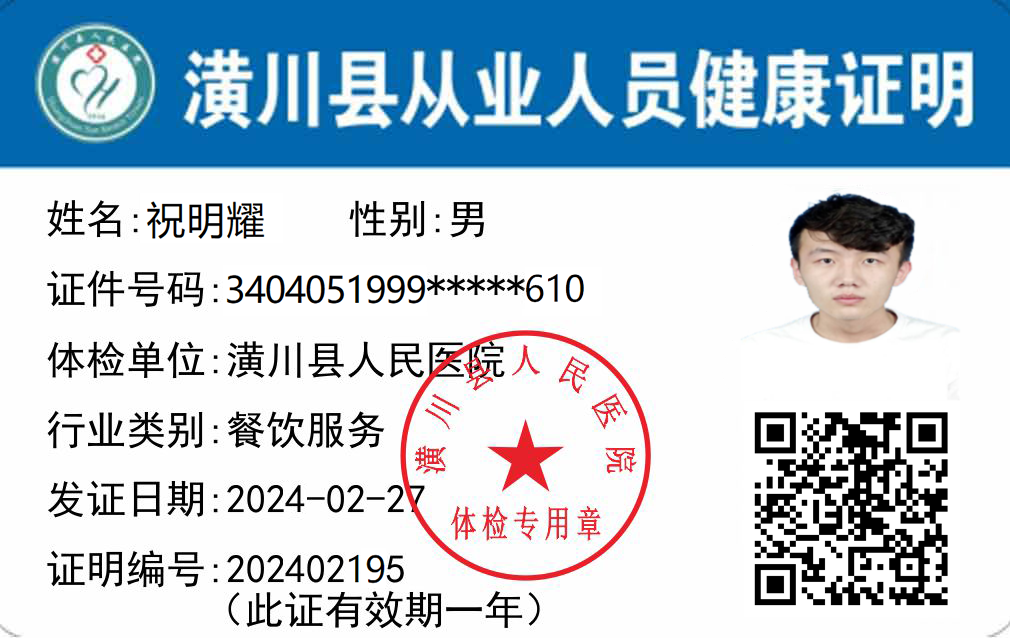 潢川县从业人员健康证明
姓名:祝明耀 性别:男
证件号码:3404051999*****610
体检单位:潢川县人民医院
行业类别:餐饮服务
发证日期:2024-02-27
证明编号:202402195
(此证有效期一年)
潢川县人民医院
体检专用章